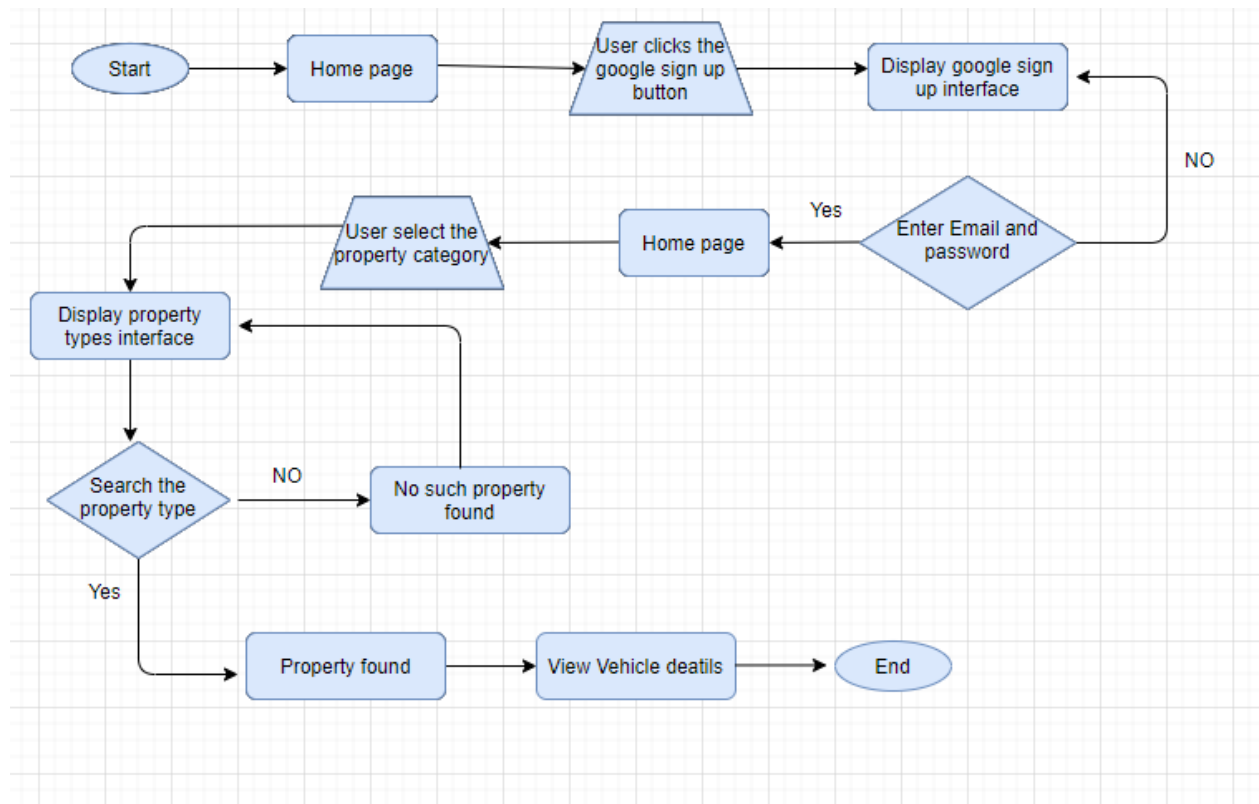 Start
Home page
User clicks the
google sign up
button
Display google sign
up interface
NO
Enter Email and
password
Yes
Home page
User select the
property category
Display property
types interface
Search the
property type
NO
No such property
found
Yes
Property found
View Vehicle deatils
End